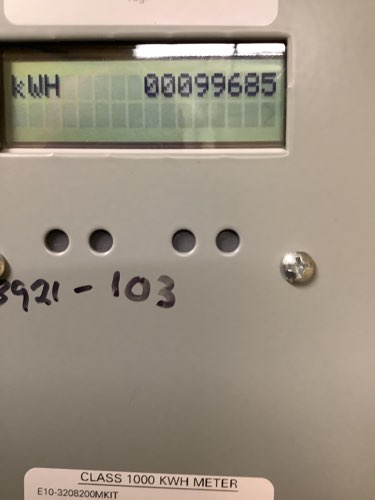 kWH 00099685
3921-103
CLASS 1000 KWH METER
E10-3208200MKIT